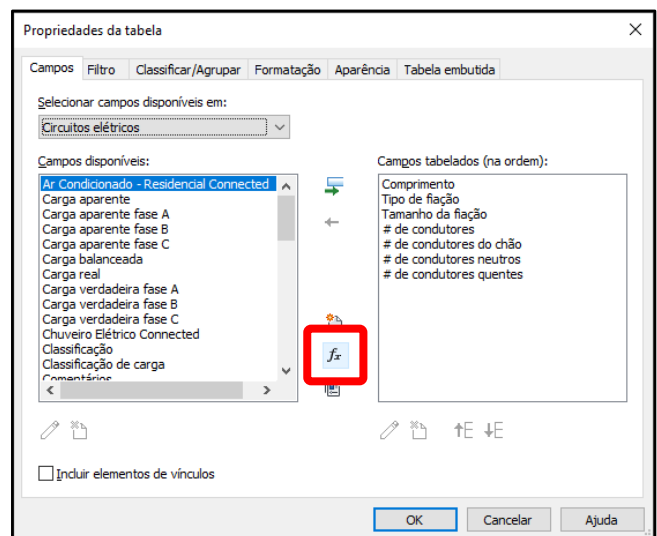 Propriedades da tabela
Campos Filtro Classificar/Agrupar Formatação Aparência Tabela embutida
Selecionar campos disponíveis em:
Circuitos elétricos
Campos disponíveis:
Ar Condicionado - Residencial Connected
Carga aparente
Carga aparente fase A
Carga aparente fase B
Carga aparente fase C
Carga balanceada
Carga real
Carga verdadeira fase A
Carga verdadeira fase B
Carga verdadeira fase C
Chuveiro Elétrico Connected
Classificação
Classificação de carga
Comentários
fx
Campos tabelados (na ordem):
Comprimento
Tipo de fiação
Tamanho da fiação
# de condutores
# de condutores do chão
# de condutores neutros
# de condutores quentes
Incluir elementos de vínculos
OK Cancelar Ajuda